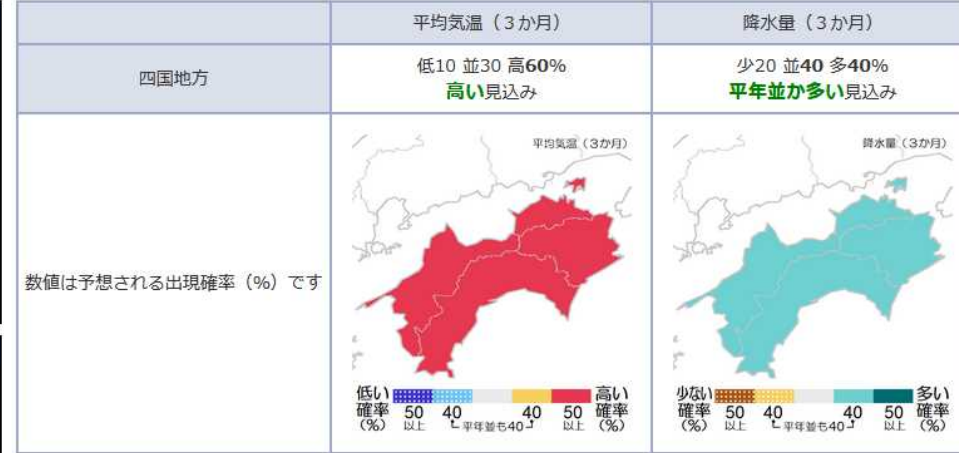 平均気温（３か月）
降水量（３か月）
四国地方
低10 並30 高60%
高い見込み
少20 並40 多40%
平年並か多い見込み
数値は予想される出現確率（%）です
平均気温（3か月）
低い
確率
（%）
50
以上
40
平年並も40
40
50
以上
高い
確率
（%）
降水量（3か月）
少ない
確率
（%）
50
以上
40
平年並も40
40
50
以上
多い
確率
（%）